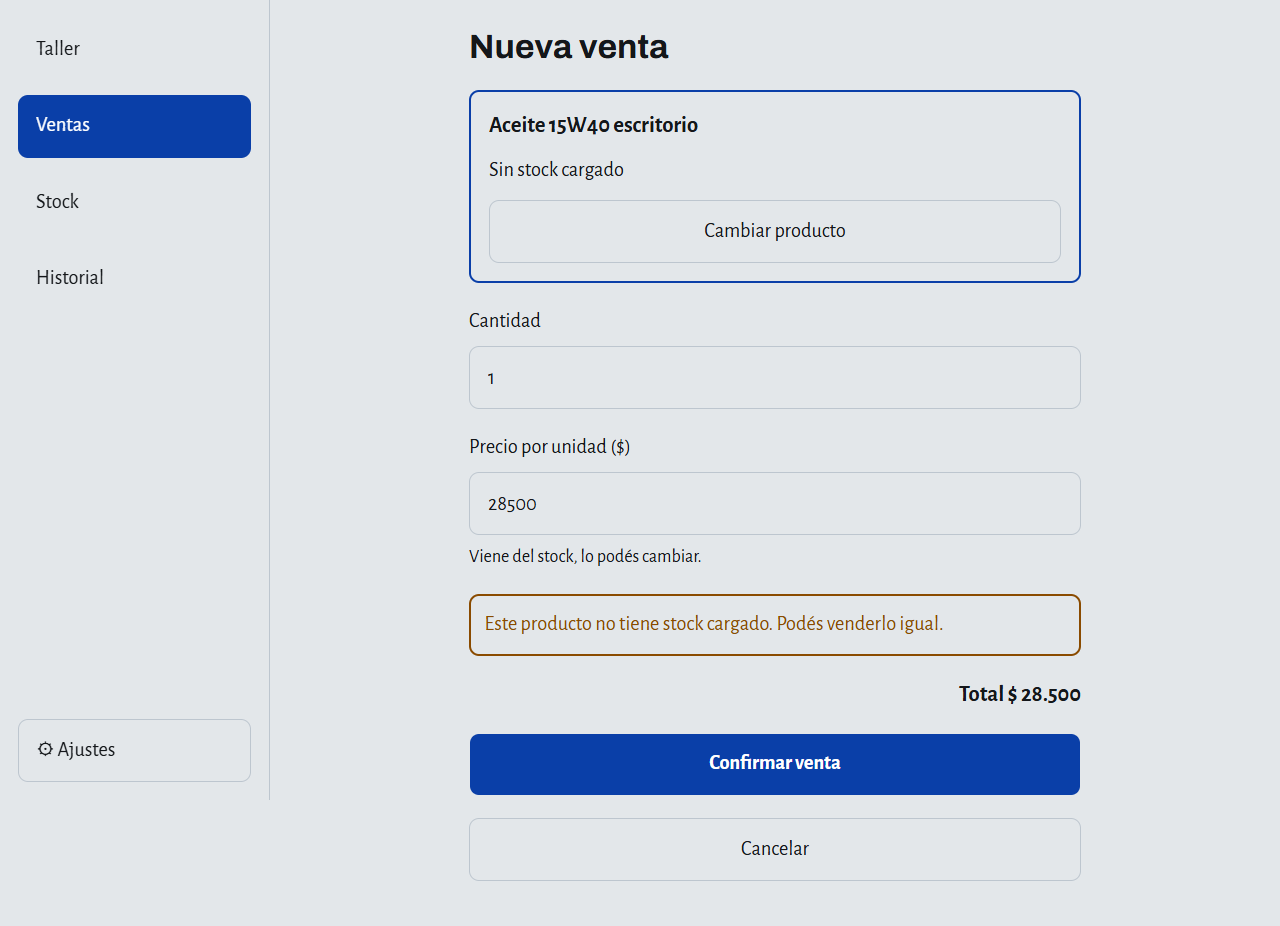 Taller
Ventas
Stock
Historial
⚙ Ajustes
Nueva venta
Aceite 15W40 escritorio
Sin stock cargado
Cambiar producto
Cantidad
1
Precio por unidad ($)
28500
Viene del stock, lo podés cambiar.
Este producto no tiene stock cargado. Podés venderlo igual.
Total $ 28.500
Confirmar venta
Cancelar